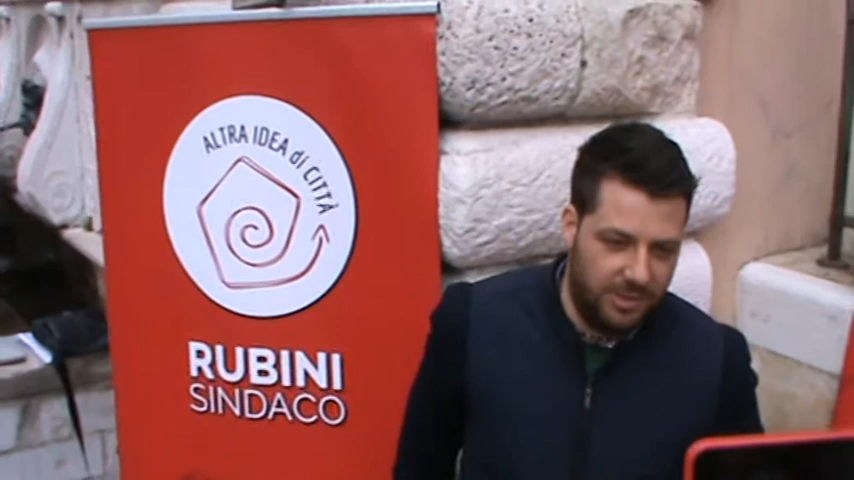 ALTRA IDEA di CITTÀ
RUBINI
SINDACO